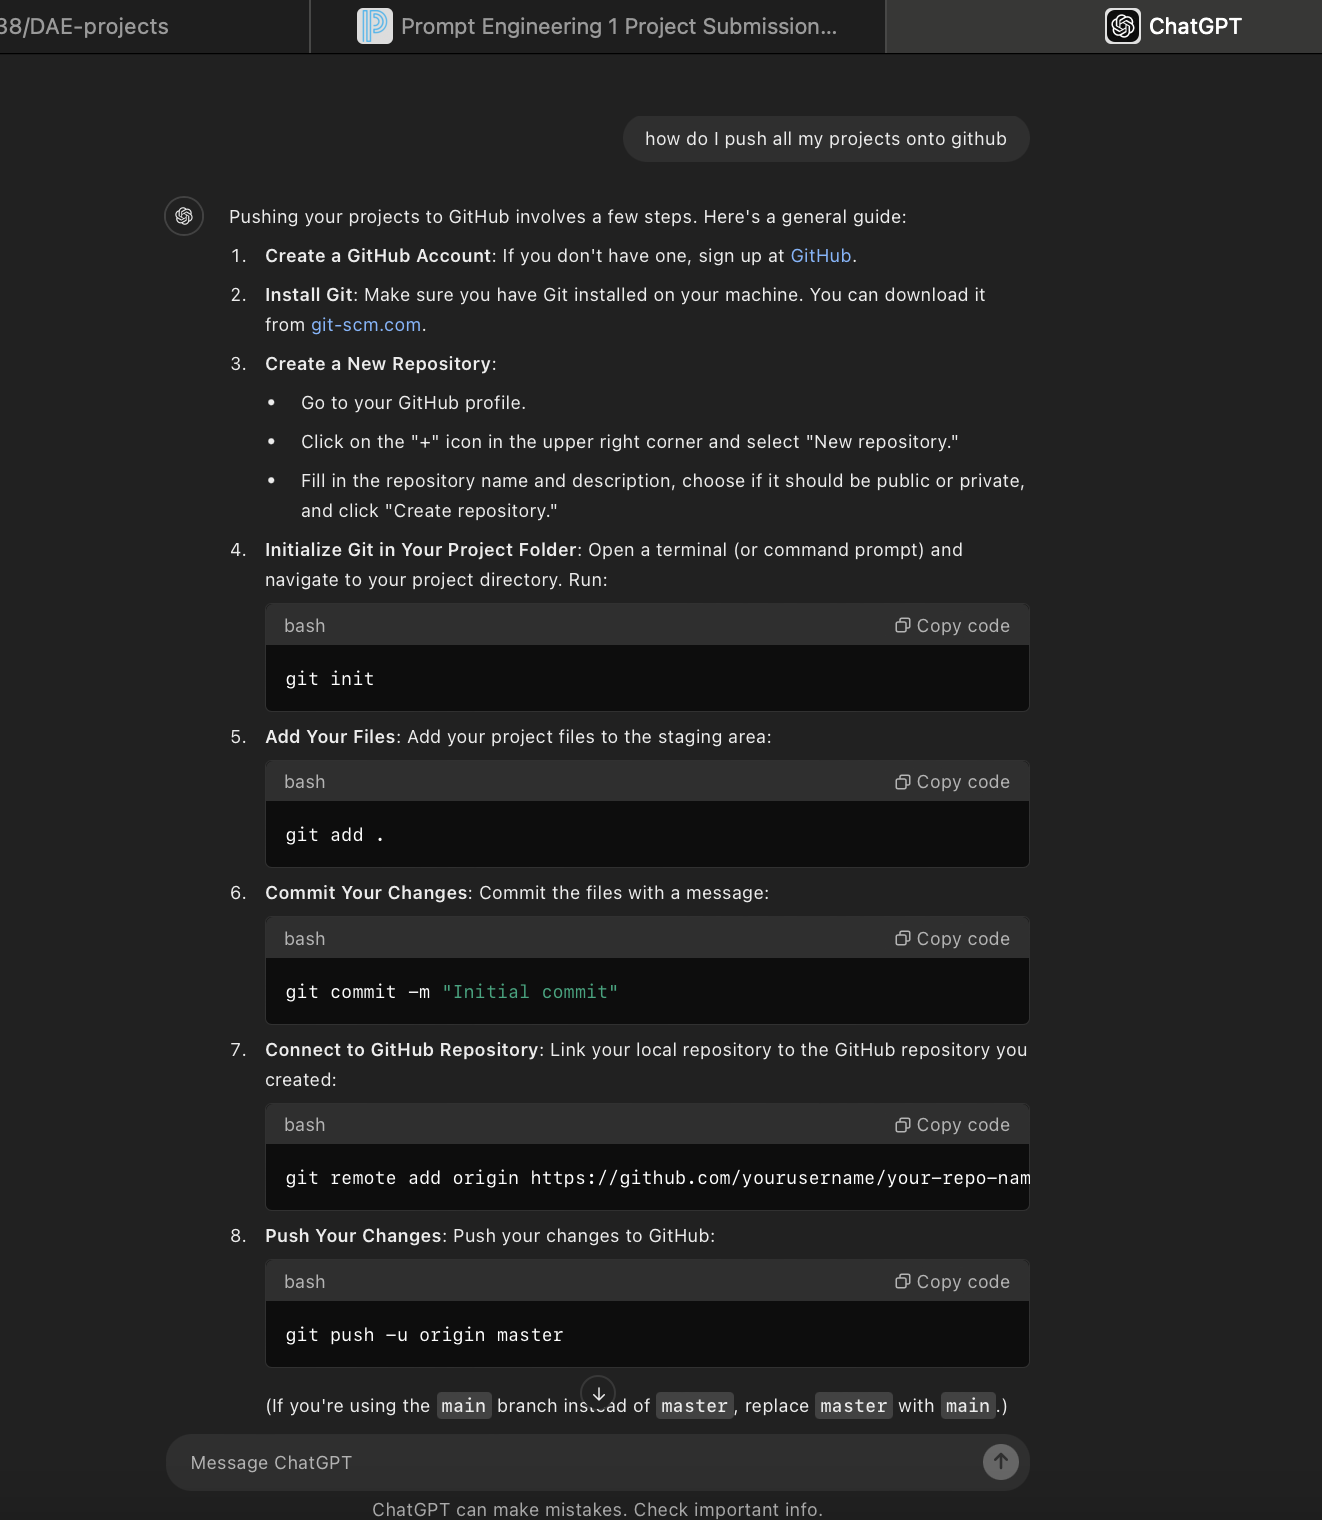 38/DAE-projects
Prompt Engineering 1 Project Submission...
ChatGPT
how do I push all my projects onto github
Pushing your projects to GitHub involves a few steps. Here's a general guide:
1. Create a GitHub Account: If you don't have one, sign up at GitHub.
2. Install Git: Make sure you have Git installed on your machine. You can download it
from git-scm.com.
3. Create a New Repository:
• Go to your GitHub profile.
• Click on the "+" icon in the upper right corner and select "New repository."
• Fill in the repository name and description, choose if it should be public or private,
and click "Create repository."
4. Initialize Git in Your Project Folder: Open a terminal (or command prompt) and
navigate to your project directory. Run:
bash Copy code
git init
5. Add Your Files: Add your project files to the staging area:
bash Copy code
git add .
6. Commit Your Changes: Commit the files with a message:
bash Copy code
git commit -m "Initial commit"
7. Connect to GitHub Repository: Link your local repository to the GitHub repository you
created:
bash Copy code
git remote add origin https://github.com/yourusername/your-repo-nam
8. Push Your Changes: Push your changes to GitHub:
bash Copy code
git push -u origin master
(If you're using the main branch instead of master, replace master with main.)
Message ChatGPT
ChatGPT can make mistakes. Check important info.